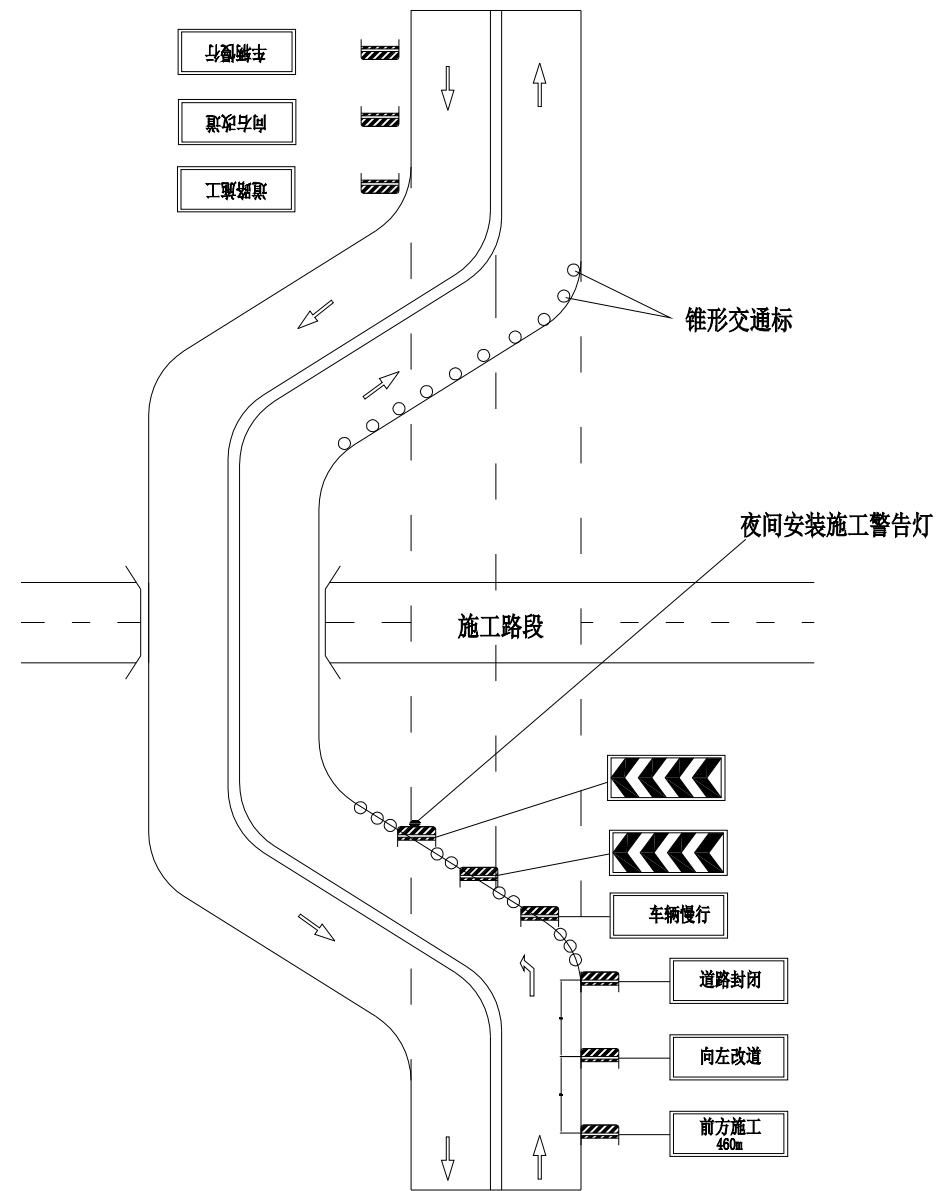 车辆慢行
向右改道
道路施工
锥形交通标
夜间安装施工警告灯
施工路段
车辆慢行
道路封闭
向左改道
前方施工
460m